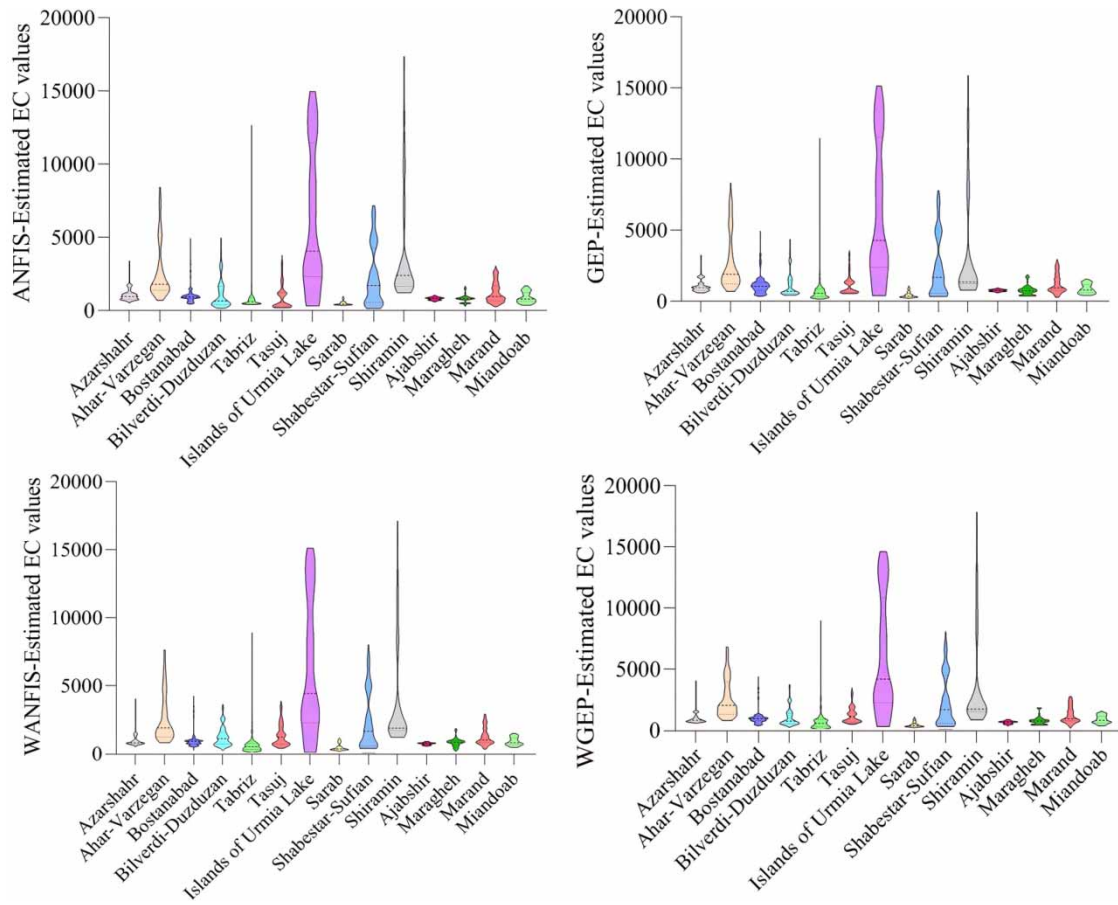 ANFIS-Estimated EC values
20000
15000
10000
5000
0
Azarshahr
Ahar- Varzegan
Bostanabad
Bilverdi-Duzduzan
Tabriz
Tasuj
Islands of Urmia Lake
Sarab
Shabestar-Sufian
Shiramin
Ajabshir
Maragheh
Marand
Miandoab
GEP-Estimated EC values
20000
15000
10000
5000
0
Azarshahr
Ahar-Varzegan
Bostanabad
Bilverdi-Duzduzan
Tabriz
Tasuj
Islands of Urmia Lake
Sarab
Shabestar-Sufian
Shiramin
Ajabshir
Maragheh
Marand
Miandoab
WANFIS-Estimated EC values
20000
15000
10000
5000
0
Azarshahr
Ahar-Varzegan
Bostanabad
Bilverdi-Duzduzan
Tabriz
Tasuj
Islands of Urmia Lake
Sarab
Shabestar-Sufian
Shiramin
Ajabshir
Maragheh
Marand
Miandoab
WGEP-Estimated EC values
20000
15000
10000
5000
0
Azarshahr
Ahar-Varzegan
Bostanabad
Bilverdi-Duzduzan
Tabriz
Tasuj
Islands of Urmia Lake
Sarab
Shabestar-Sufian
Shiramin
Ajabshir
Maragheh
Marand
Miandoab